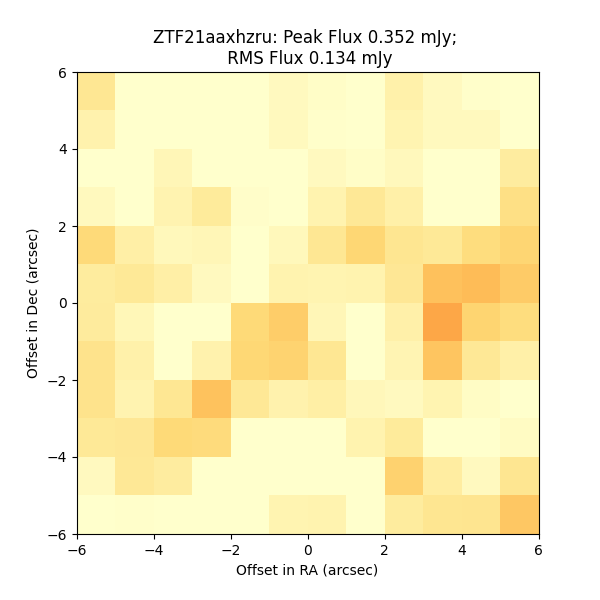 ZTF21aaxhzru: Peak Flux 0.352 mJy;
RMS Flux 0.134 mJy
6
4
2
0
−2
−4
−6
Offset in Dec (arcsec)
−6 −4 −2 0 2 4 6
Offset in RA (arcsec)